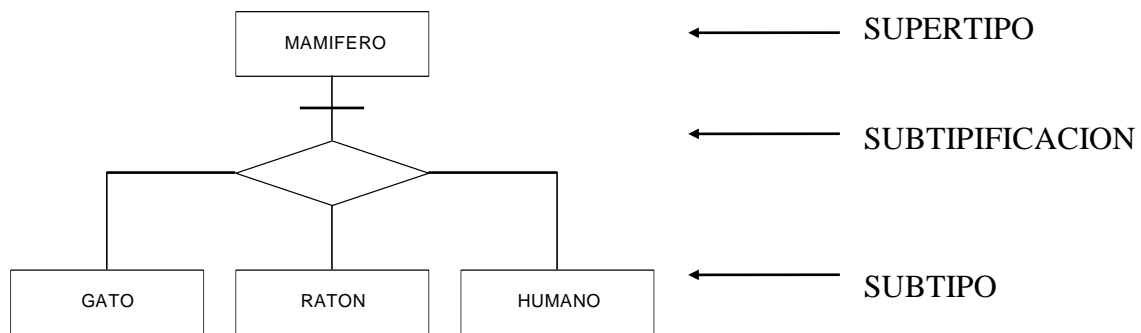 MAMIFERO
SUPERTIPO
SUBTIPIFICACION
GATO
RATON
HUMANO
SUBTIPO